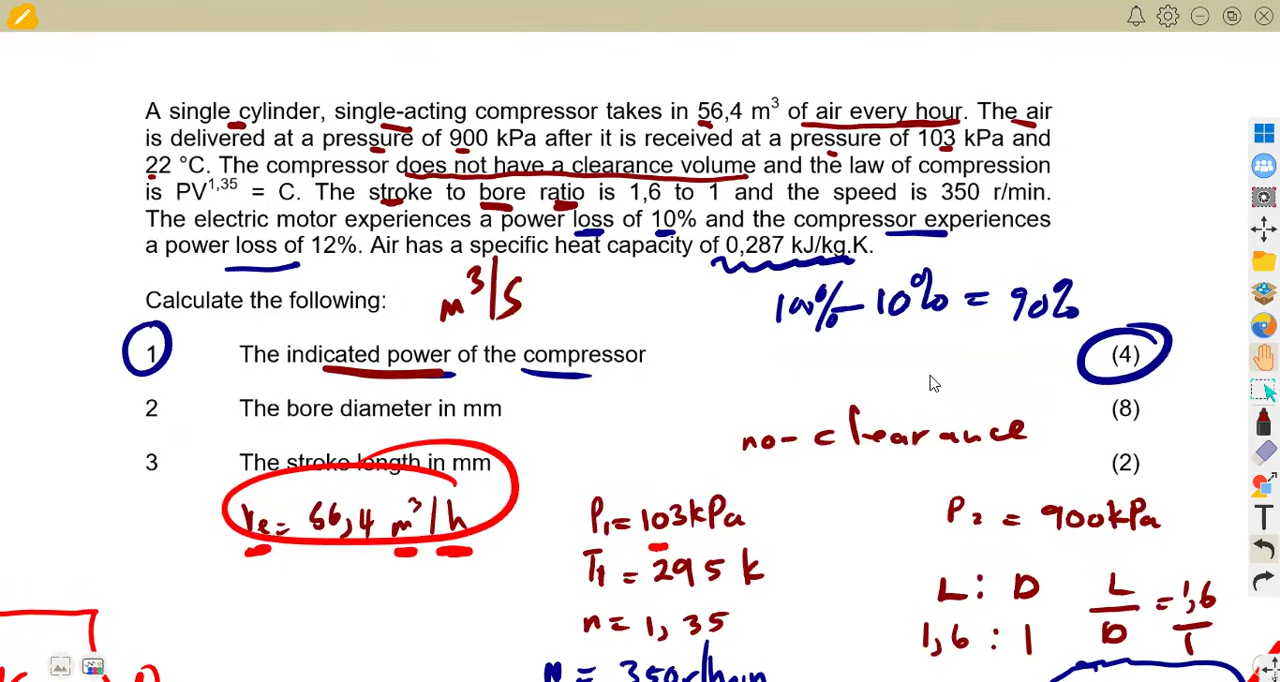 A single cylinder, single-acting compressor takes in 56,4 m³ of air every hour. The air
is delivered at a pressure of 900 kPa after it is received at a pressure of 103 kPa and
22 °C. The compressor does not have a clearance volume and the law of compression
is PV^1,35 = C. The stroke to bore ratio is 1,6 to 1 and the speed is 350 r/min.
The electric motor experiences a power loss of 10% and the compressor experiences
a power loss of 12%. Air has a specific heat capacity of 0,287 kJ/kg.K.
Calculate the following:
m³/s
100% - 10% = 90%
1 The indicated power of the compressor (4)
2 The bore diameter in mm (8)
no-clearance
3 The stroke length in mm (2)
Ve = 56,4 m³/h
P1 = 103kPa
P2 = 900kPa
T1 = 295 k
L : D
L/D = 1,6/1
n = 1,35
1,6 : 1
N = 350r/min
T